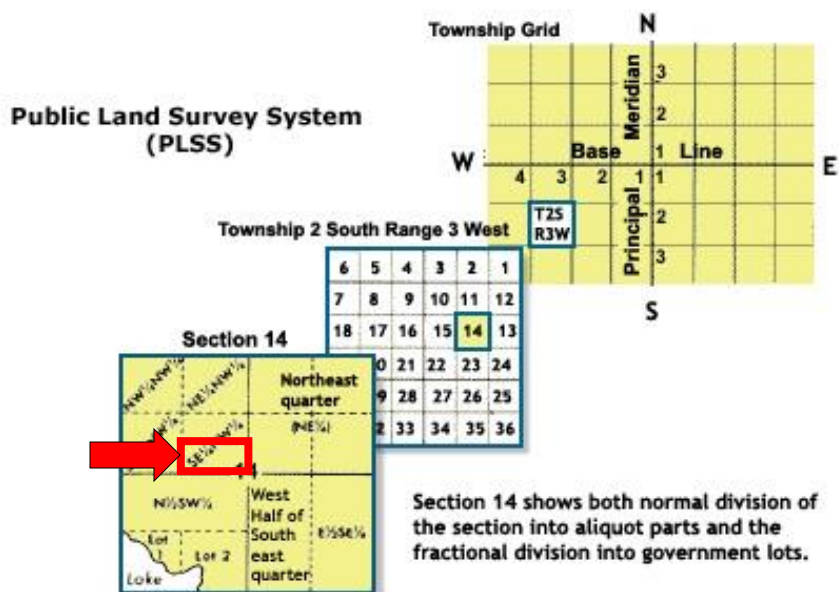 Township Grid
N
Public Land Survey System
(PLSS)
Meridian
3
2
1
Base Line
W
E
4 3 2 1 1
T2S
R3W
2
3
Principal
S
Township 2 South Range 3 West
6 5 4 3 2 1
7 8 9 10 11 12
18 17 16 15 14 13
0 21 22 23 24
9 28 27 26 25
2 33 34 35 36
Section 14
NW¼NW¼
NE¼NW¼
Northeast
quarter
(NE¼)
SE¼NW¼
N½SW¼
West
Half of
South
east
quarter
E½SE¼
Lot
1
Lot 2
Lake
Section 14 shows both normal division of
the section into aliquot parts and the
fractional division into government lots.